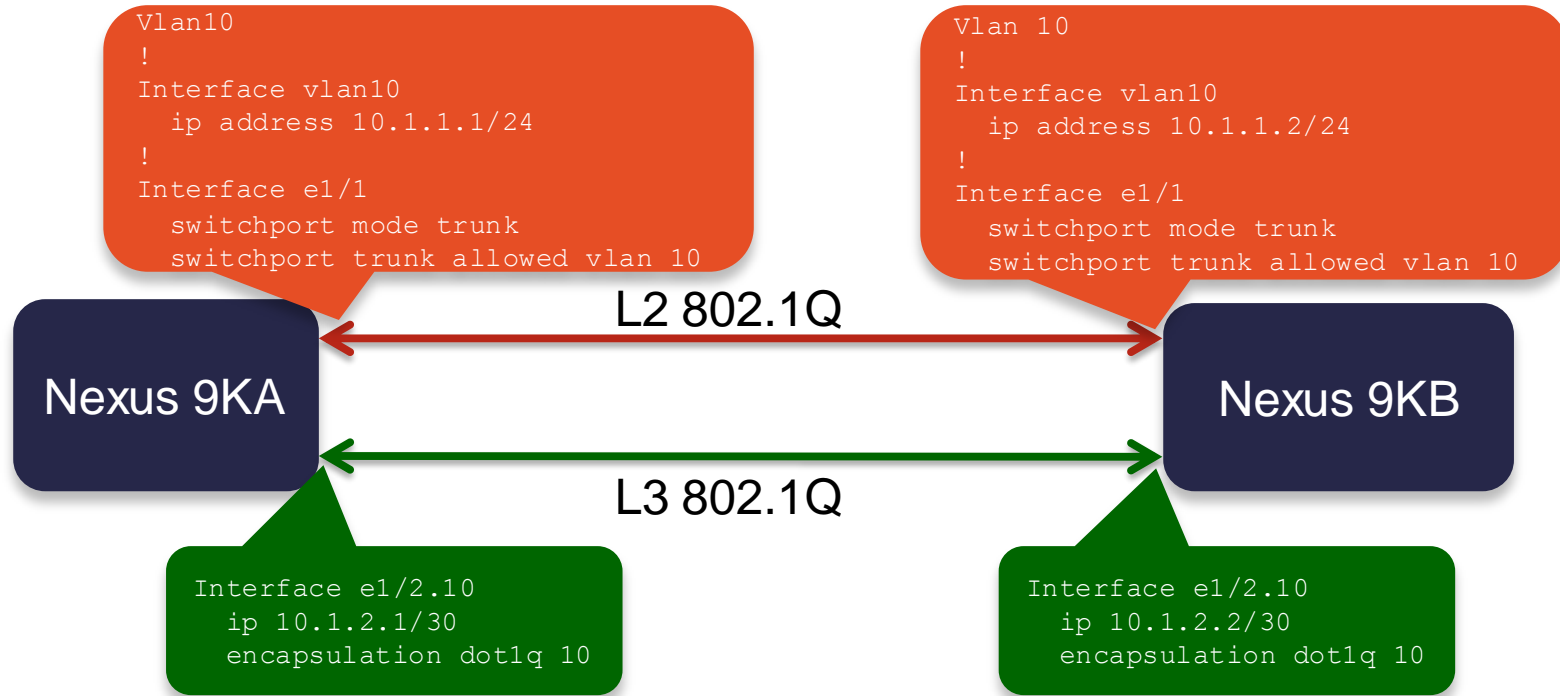 Vlan10
!
Interface vlan10
ip address 10.1.1.1/24
!
Interface e1/1
switchport mode trunk
switchport trunk allowed vlan 10
Vlan 10
!
Interface vlan10
ip address 10.1.1.2/24
!
Interface e1/1
switchport mode trunk
switchport trunk allowed vlan 10
L2 802.1Q
Nexus 9KA
Nexus 9KB
L3 802.1Q
Interface e1/2.10
ip 10.1.2.1/30
encapsulation dot1q 10
Interface e1/2.10
ip 10.1.2.2/30
encapsulation dot1q 10